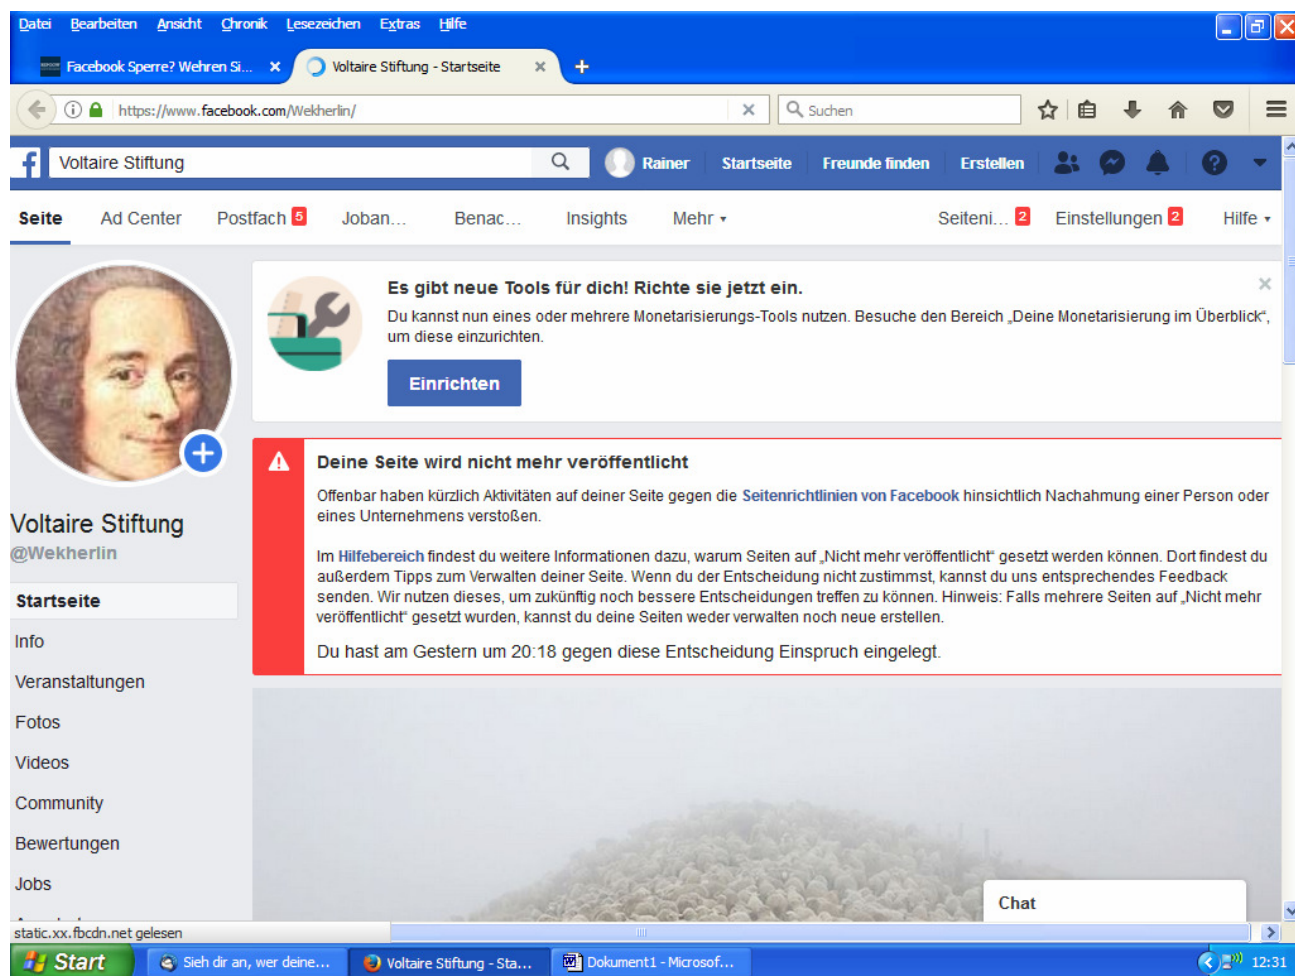 Datei Bearbeiten Ansicht Chronik Lesezeichen Extras Hilfe
Facebook Sperre? Wehren Si... Voltaire Stiftung - Startseite
https://www.facebook.com/Wekherlin/ Suchen
f Voltaire Stiftung Rainer Startseite Freunde finden Erstellen
Seite Ad Center Postfach 5 Joban... Benac... Insights Mehr Seiteni... 2 Einstellungen 2 Hilfe
Es gibt neue Tools für dich! Richte sie jetzt ein.
Du kannst nun eines oder mehrere Monetarisierungs-Tools nutzen. Besuche den Bereich „Deine Monetarisierung im Überblick“,
um diese einzurichten.
Einrichten
Deine Seite wird nicht mehr veröffentlicht
Offenbar haben kürzlich Aktivitäten auf deiner Seite gegen die Seitenrichtlinien von Facebook hinsichtlich Nachahmung einer Person oder
eines Unternehmens verstoßen.
Im Hilfebereich findest du weitere Informationen dazu, warum Seiten auf „Nicht mehr veröffentlicht“ gesetzt werden können. Dort findest du
außerdem Tipps zum Verwalten deiner Seite. Wenn du der Entscheidung nicht zustimmst, kannst du uns entsprechendes Feedback
senden. Wir nutzen dieses, um zukünftig noch bessere Entscheidungen treffen zu können. Hinweis: Falls mehrere Seiten auf „Nicht mehr
veröffentlicht“ gesetzt wurden, kannst du deine Seiten weder verwalten noch neue erstellen.
Du hast am Gestern um 20:18 gegen diese Entscheidung Einspruch eingelegt.
Voltaire Stiftung
@Wekherlin
Startseite
Info
Veranstaltungen
Fotos
Videos
Community
Bewertungen
Jobs
Chat
static.xx.fbcdn.net gelesen
Start Sieh dir an, wer deine... Voltaire Stiftung - Sta... Dokument1 - Microsof... 12:31